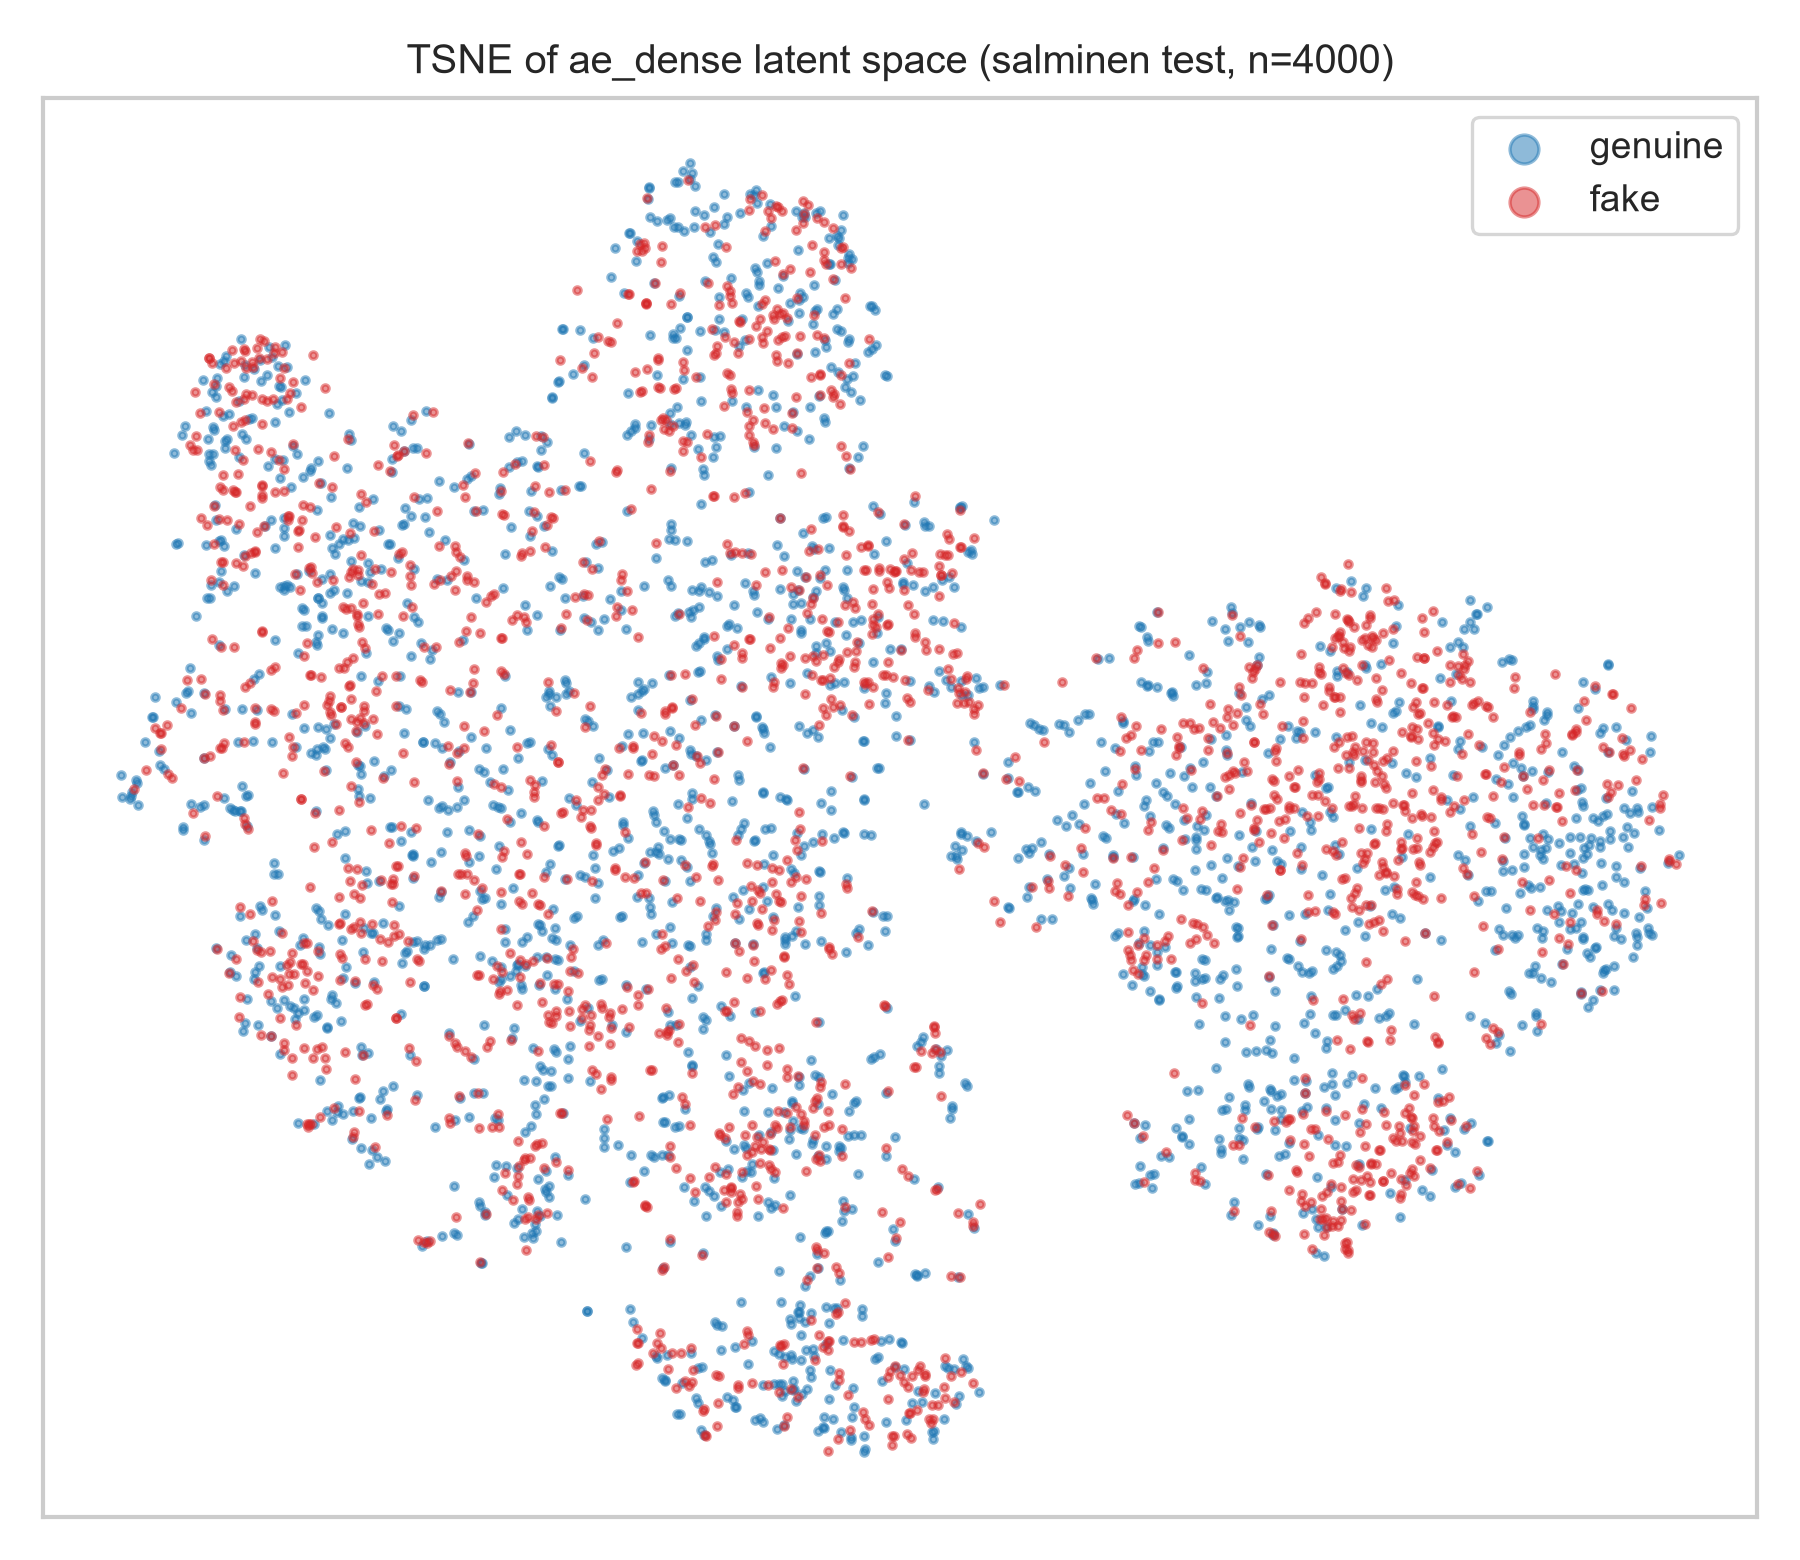 TSNE of ae_dense latent space (salminen test, n=4000)
genuine
fake